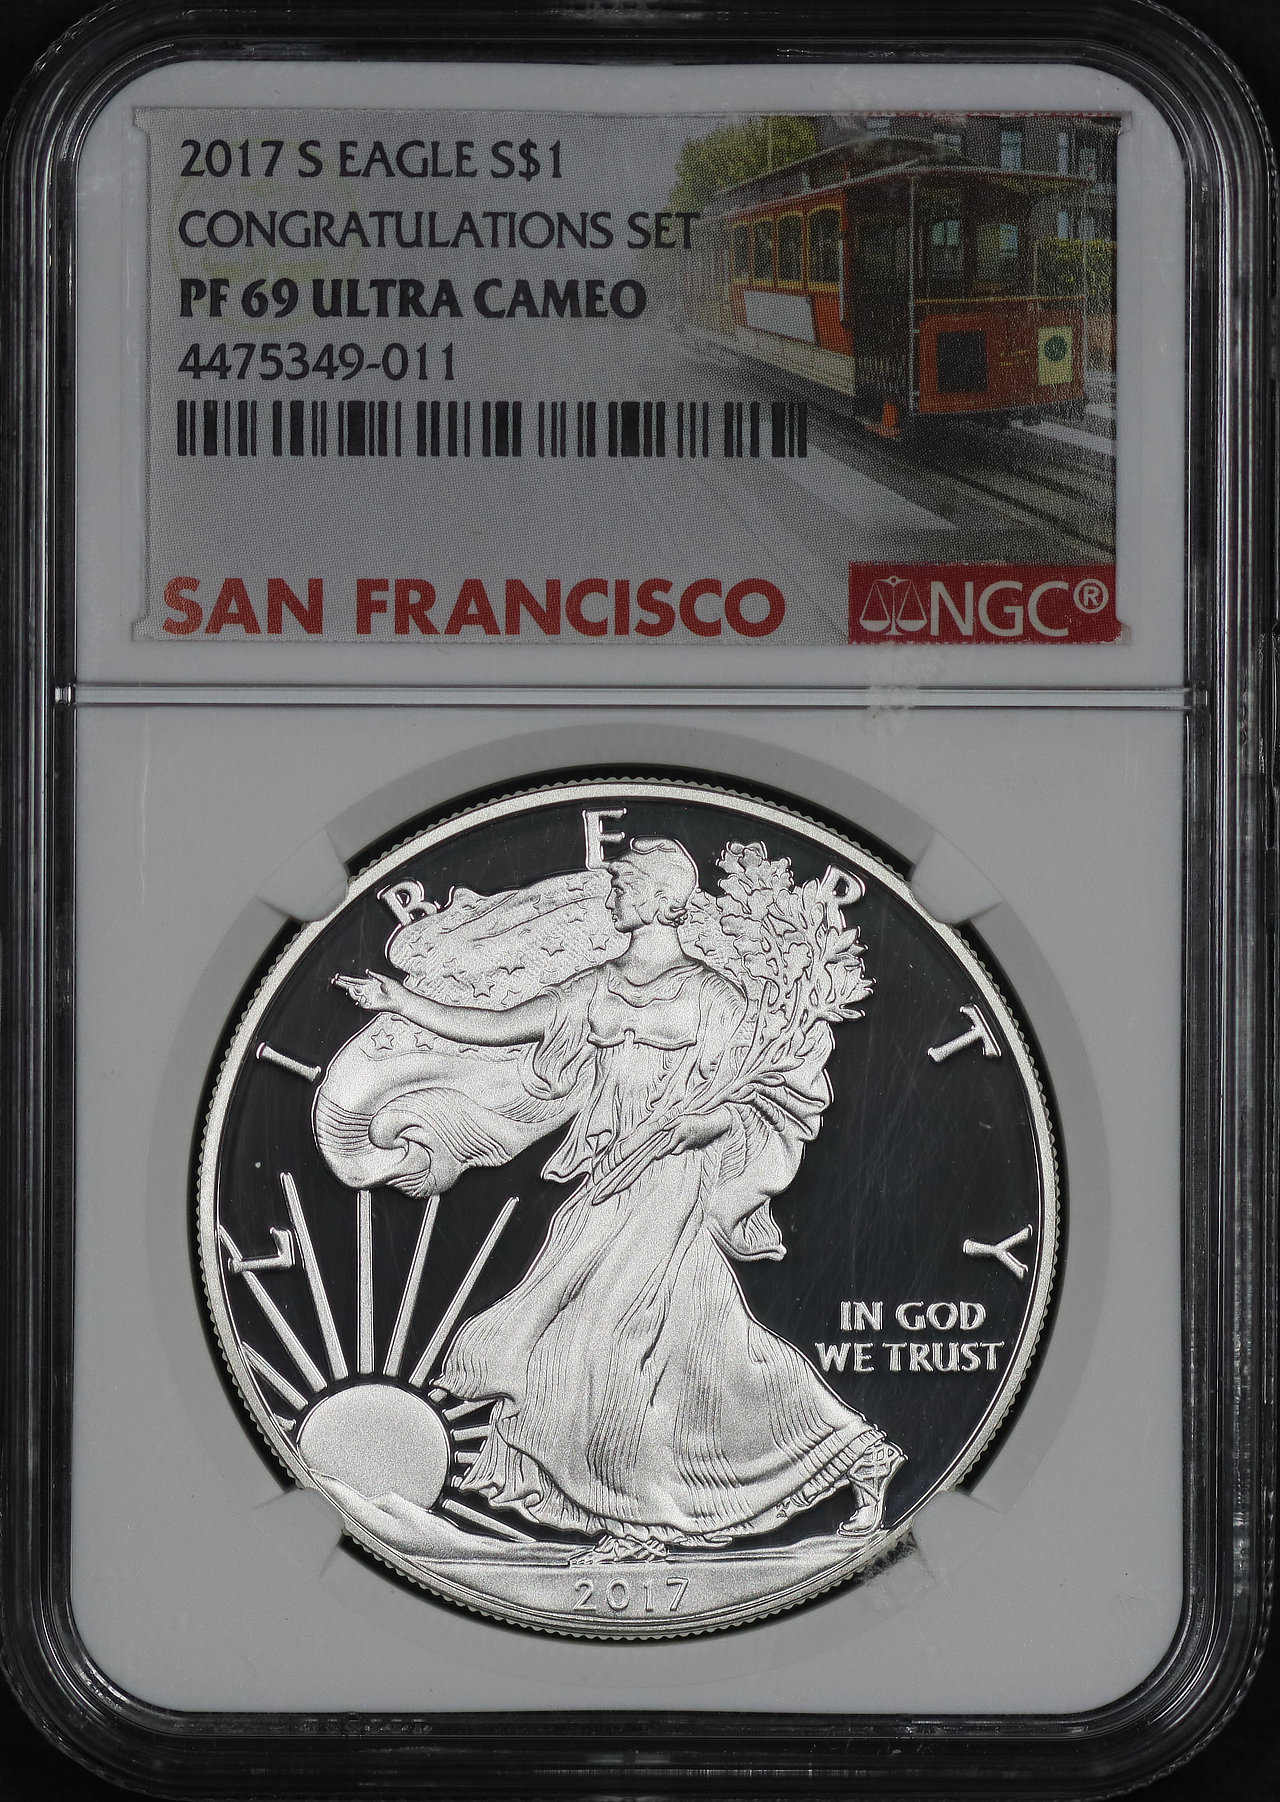 2017 S EAGLE S$1
CONGRATULATIONS SET
PF 69 ULTRA CAMEO
4475349-011
SAN FRANCISCO
NGC®
LIBERTY
IN GOD
WE TRUST
2017